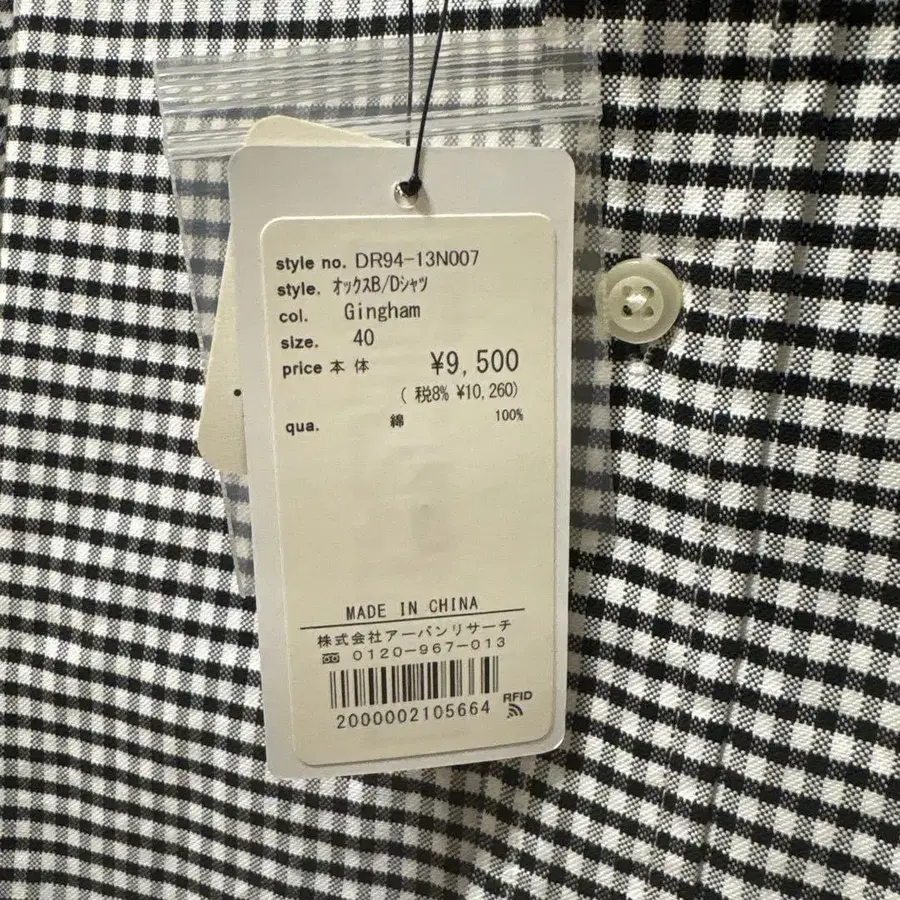 style no. DR94-13N007
style. オックスB/Dシャツ
col. Gingham
size. 40
price 本体 ¥9,500
( 税8% ¥10,260)
qua. 綿 100%
MADE IN CHINA
株式会社アーバンリサーチ
0120-967-013
RFID
2000002105664